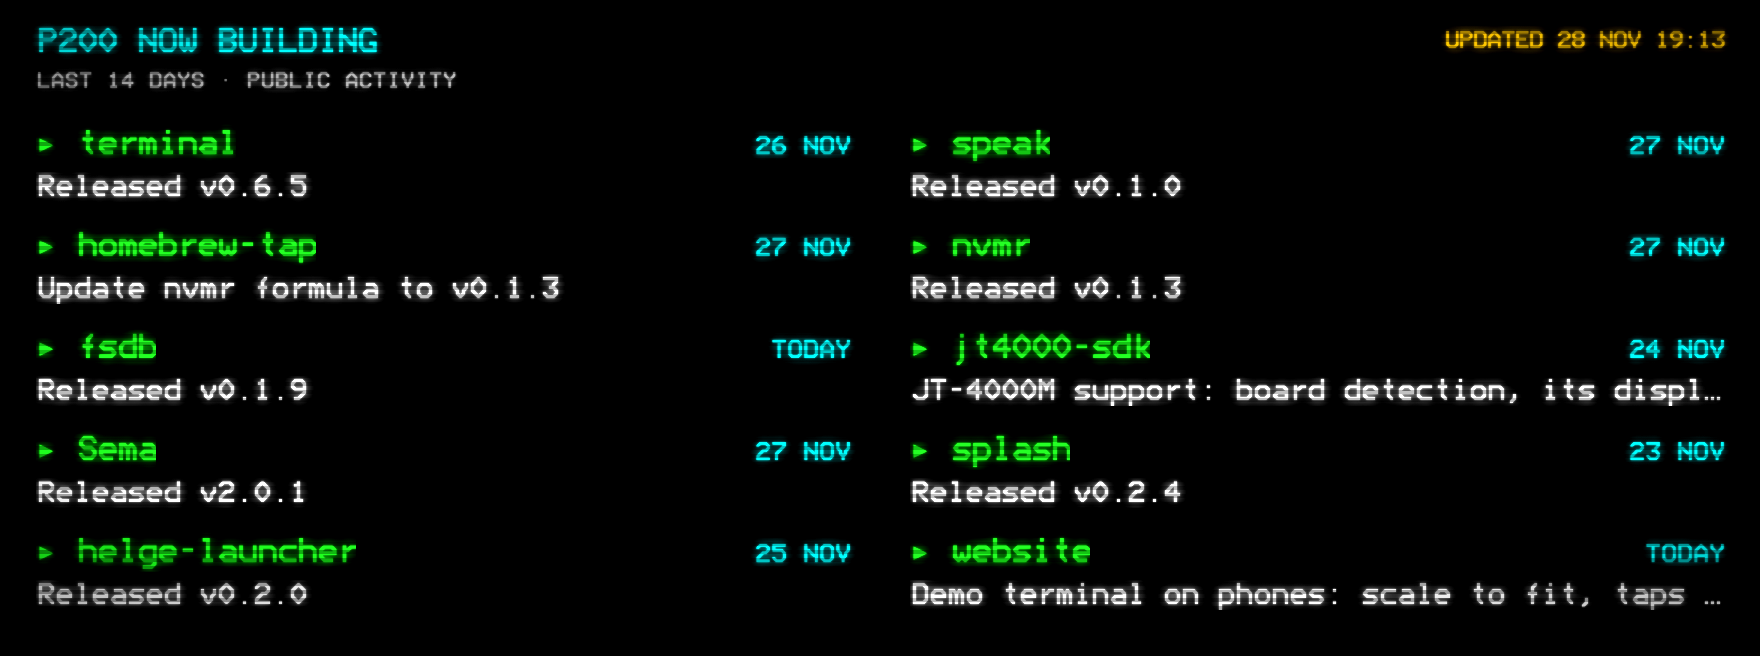 P200 NOW BUILDING
UPDATED 28 NOV 19:13
LAST 14 DAYS · PUBLIC ACTIVITY
▸ terminal 26 NOV
Released v0.6.5
▸ speak 27 NOV
Released v0.1.0
▸ homebrew-tap 27 NOV
Update nvmr formula to v0.1.3
▸ nvmr 27 NOV
Released v0.1.3
▸ fsdb TODAY
Released v0.1.9
▸ jt4000-sdk 24 NOV
JT-4000M support: board detection, its displ…
▸ Sema 27 NOV
Released v2.0.1
▸ splash 23 NOV
Released v0.2.4
▸ helge-launcher 25 NOV
Released v0.2.0
▸ website TODAY
Demo terminal on phones: scale to fit, taps …